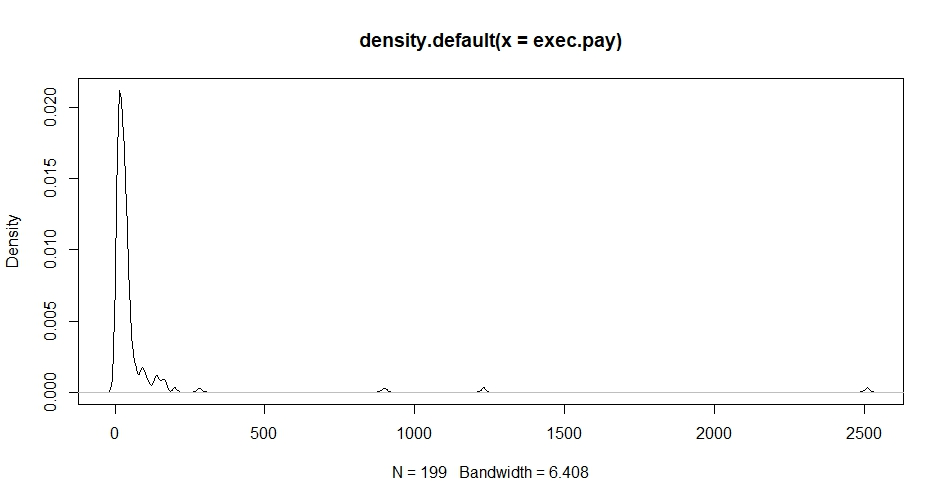 density.default(x = exec.pay)
Density
0.020
0.015
0.010
0.005
0.000
0 500 1000 1500 2000 2500
N = 199 Bandwidth = 6.408